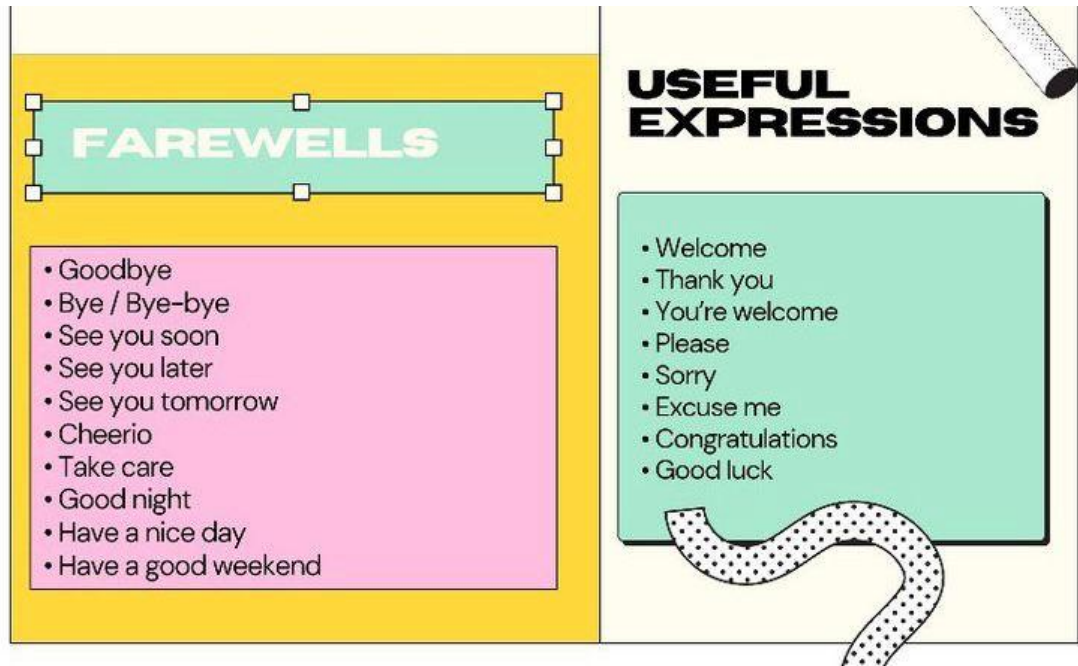 FAREWELLS
• Goodbye
• Bye / Bye-bye
• See you soon
• See you later
• See you tomorrow
• Cheerio
• Take care
• Good night
• Have a nice day
• Have a good weekend
USEFUL
EXPRESSIONS
• Welcome
• Thank you
• You're welcome
• Please
• Sorry
• Excuse me
• Congratulations
• Good luck